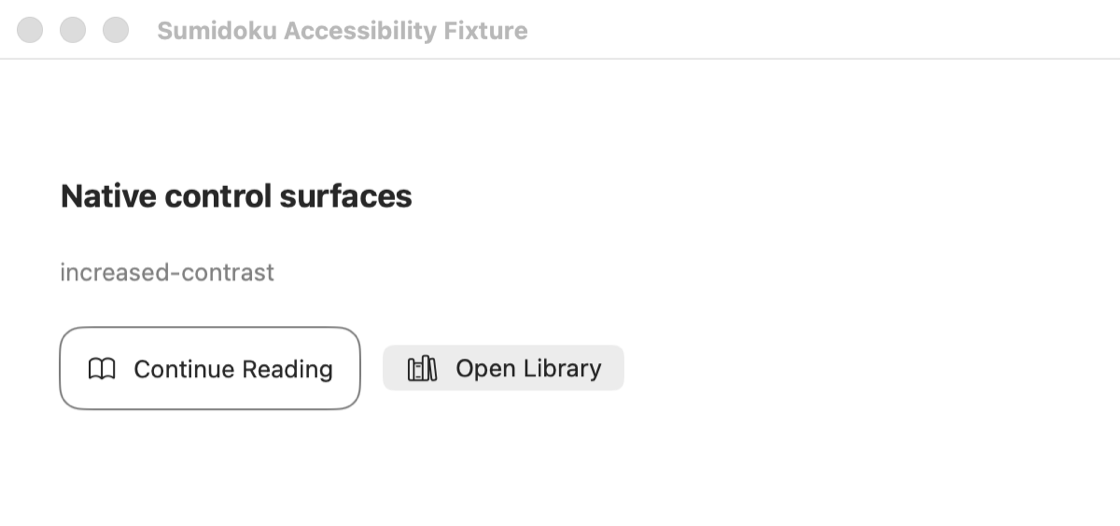 Sumidoku Accessibility Fixture
Native control surfaces
increased-contrast
Continue Reading
Open Library